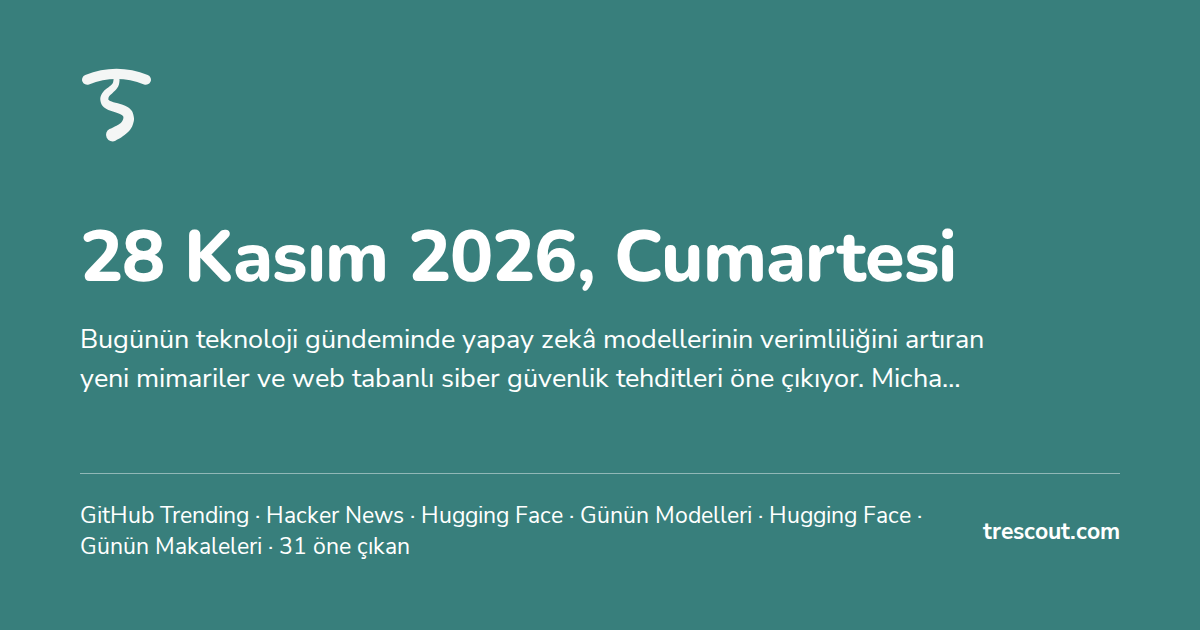 28 Kasım 2026, Cumartesi
Bugünün teknoloji gündeminde yapay zekâ modellerinin verimliliğini artıran
yeni mimariler ve web tabanlı siber güvenlik tehditleri öne çıkıyor. Micha...
GitHub Trending · Hacker News · Hugging Face · Günün Modelleri · Hugging Face ·
Günün Makaleleri · 31 öne çıkan
trescout.com